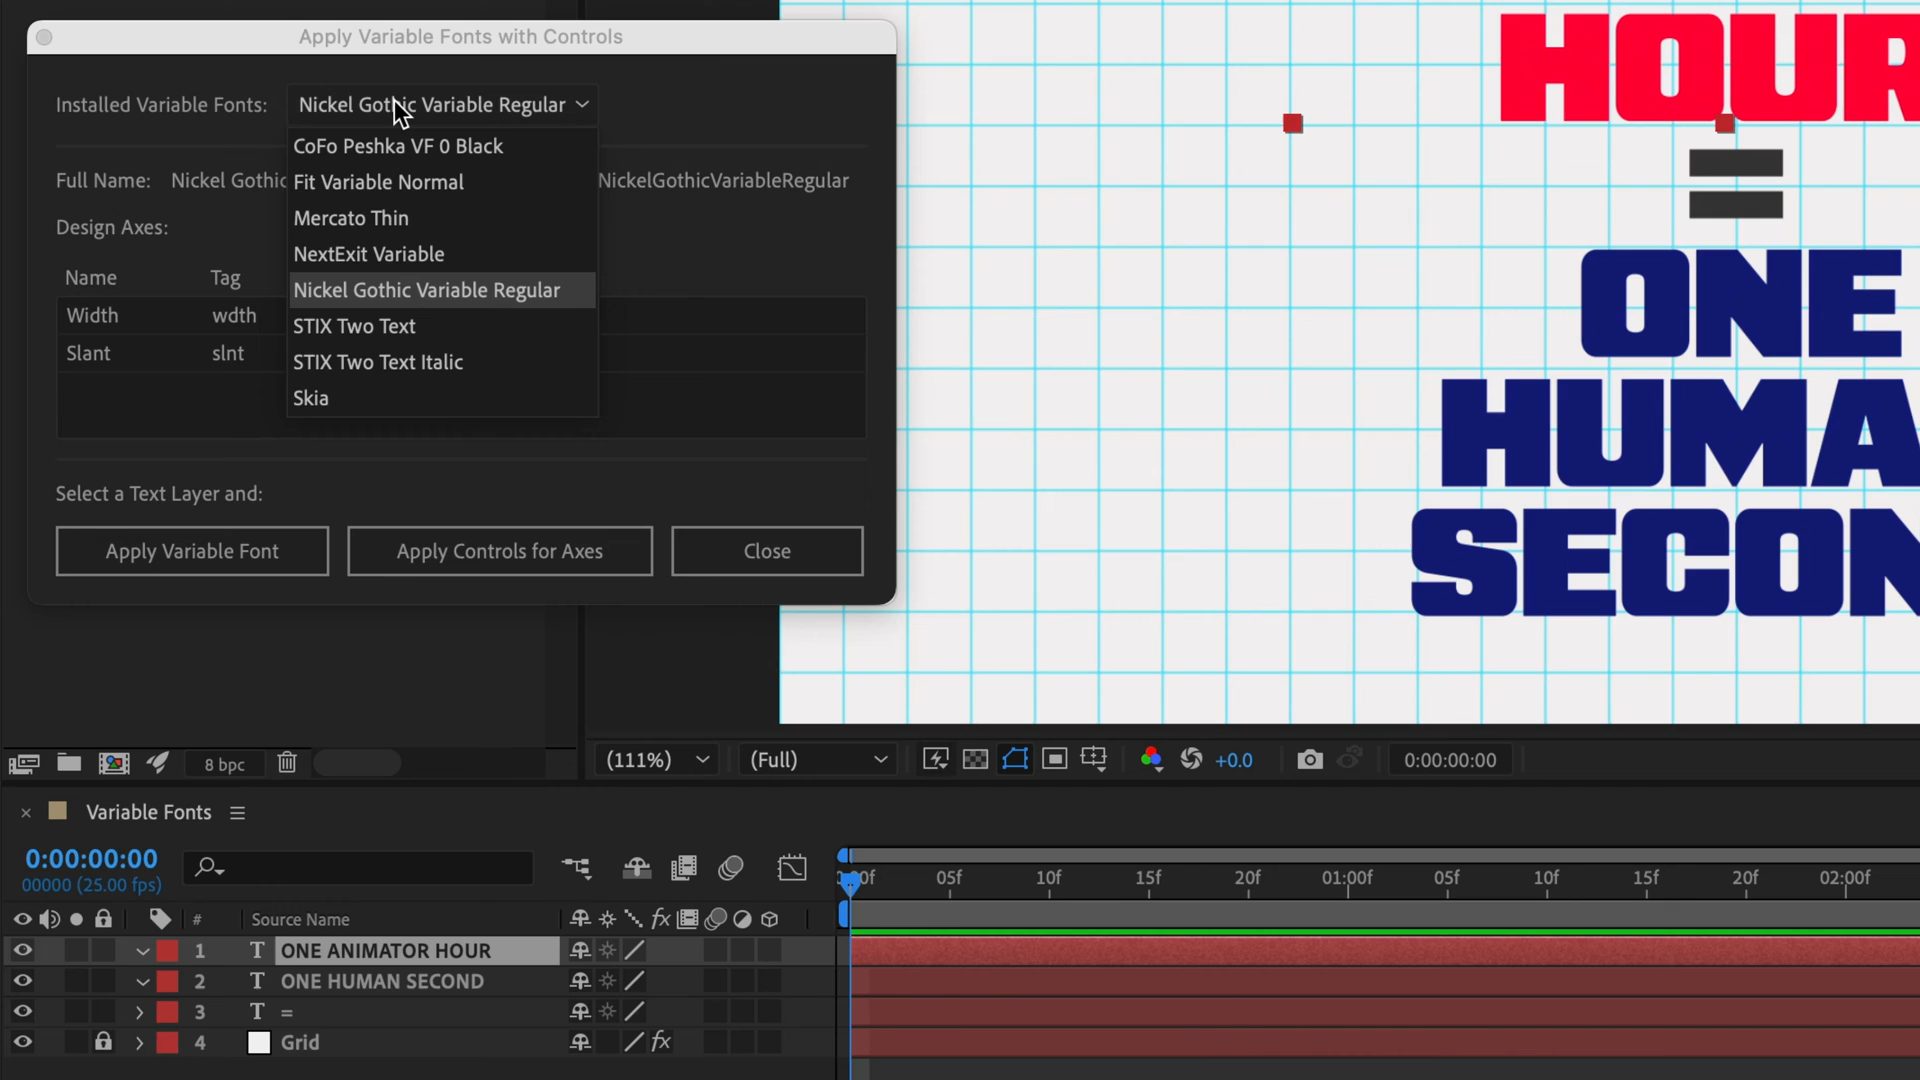 Apply Variable Fonts with Controls
Installed Variable Fonts: Nickel Gothic Variable Regular
CoFo Peshka VF 0 Black
Fit Variable Normal
Mercato Thin
NextExit Variable
Nickel Gothic Variable Regular
STIX Two Text
STIX Two Text Italic
Skia
Full Name: Nickel Gothic NickelGothicVariableRegular
Design Axes:
Name Tag
Width wdth
Slant slnt
Select a Text Layer and:
Apply Variable Font Apply Controls for Axes Close
HOUR
=
ONE
HUMA
SECON
8 bpc
(111%) (Full) +0.0 0:00:00:00
Variable Fonts
0:00:00:00
00000 (25.00 fps)
0:00f 05f 10f 15f 20f 01:00f 05f 10f 15f 20f 02:00f
# Source Name fx
1 T ONE ANIMATOR HOUR
2 T ONE HUMAN SECOND
3 T =
4 Grid fx